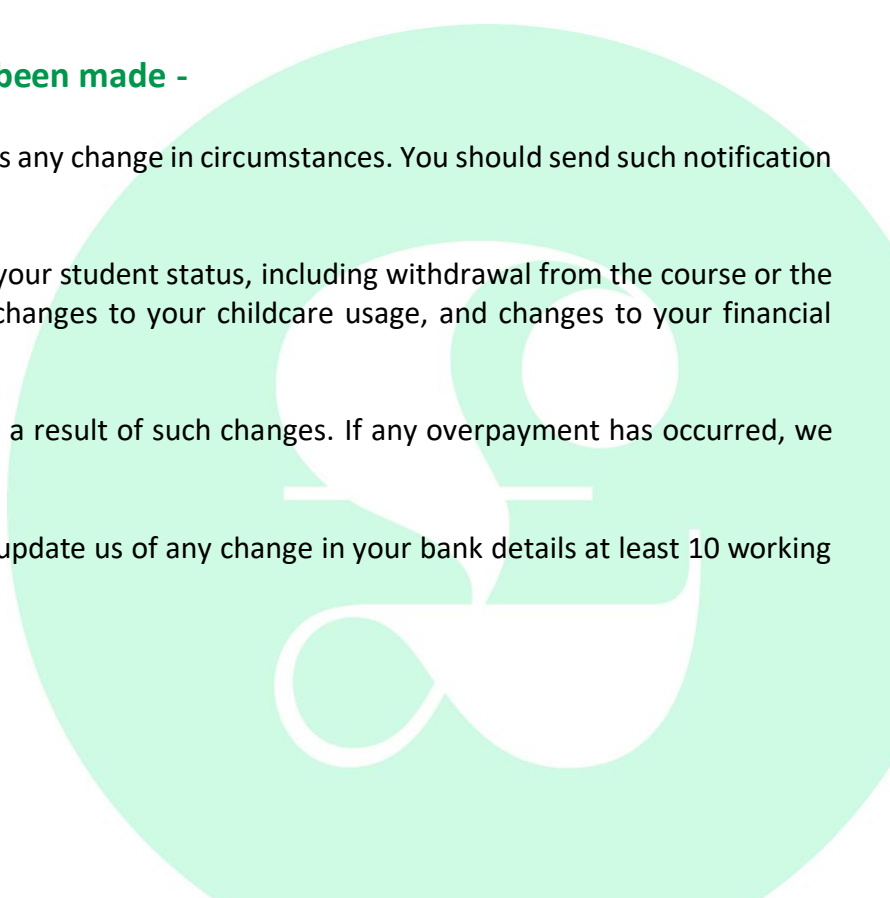 been made -
s any change in circumstances. You should send such notification
your student status, including withdrawal from the course or the
changes to your childcare usage, and changes to your financial
a result of such changes. If any overpayment has occurred, we
update us of any change in your bank details at least 10 working